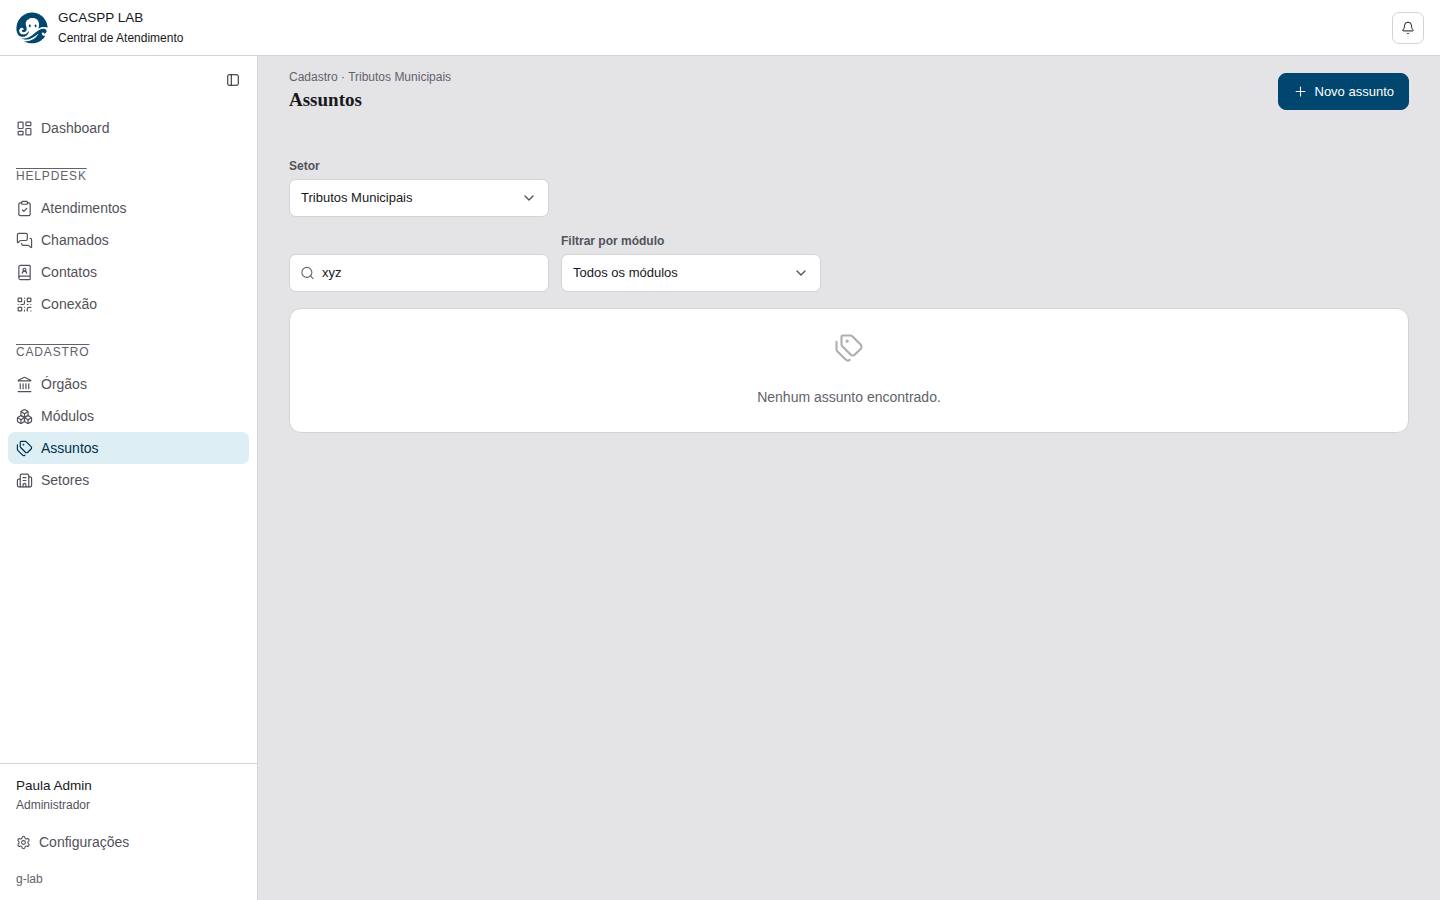 GCASPP LAB
Central de Atendimento
Dashboard
HELPDESK
Atendimentos
Chamados
Contatos
Conexão
CADASTRO
Órgãos
Módulos
Assuntos
Setores
Paula Admin
Administrador
Configurações
g-lab
Cadastro · Tributos Municipais
Assuntos
Novo assunto
Setor
Tributos Municipais
Filtrar por módulo
xyz
Todos os módulos
Nenhum assunto encontrado.